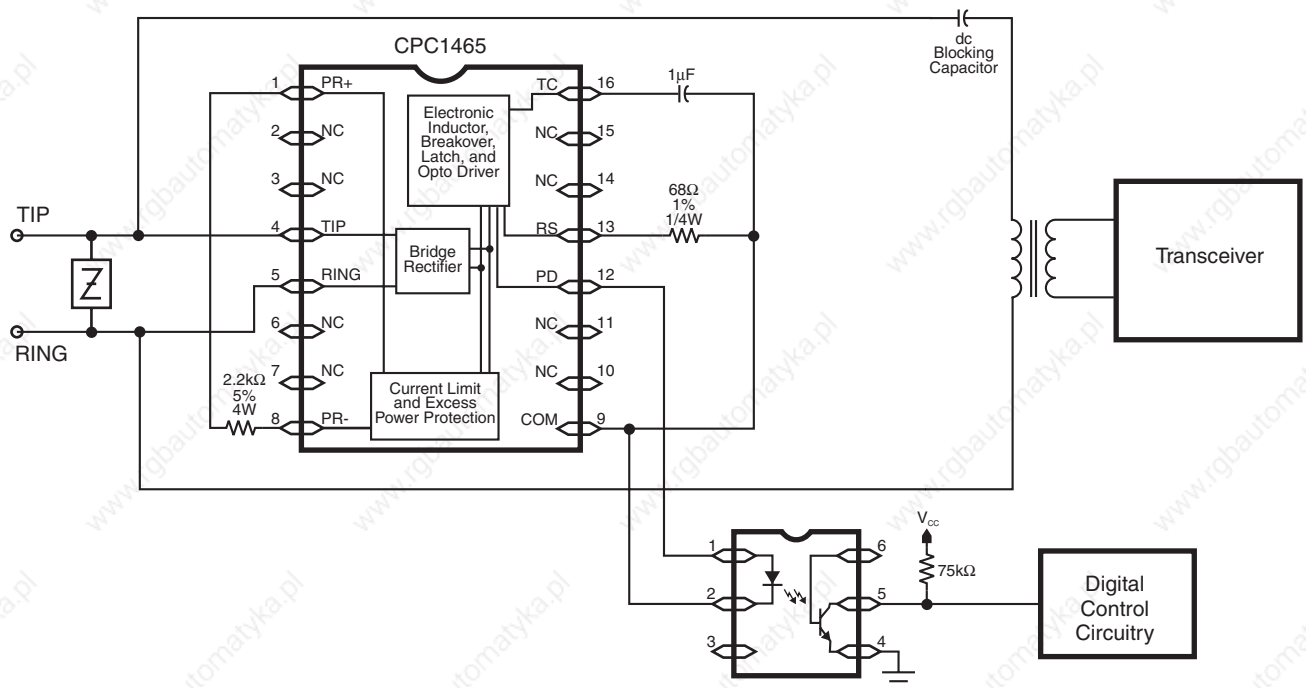 dc
Blocking
Capacitor
CPC1465
1 PR+
2 NC
3 NC
4 TIP
5 RING
6 NC
7 NC
8 PR-
TC 16
NC 15
NC 14
RS 13
PD 12
NC 11
NC 10
COM 9
Electronic
Inductor,
Breakover,
Latch, and
Opto Driver
Bridge
Rectifier
Current Limit
and Excess
Power Protection
1µF
68Ω
1%
1/4W
TIP
Z
RING
2.2kΩ
5%
4W
Transceiver
1
2
3
6
5
4
VCC
75kΩ
Digital
Control
Circuitry
www.rgbautomatyka.pl